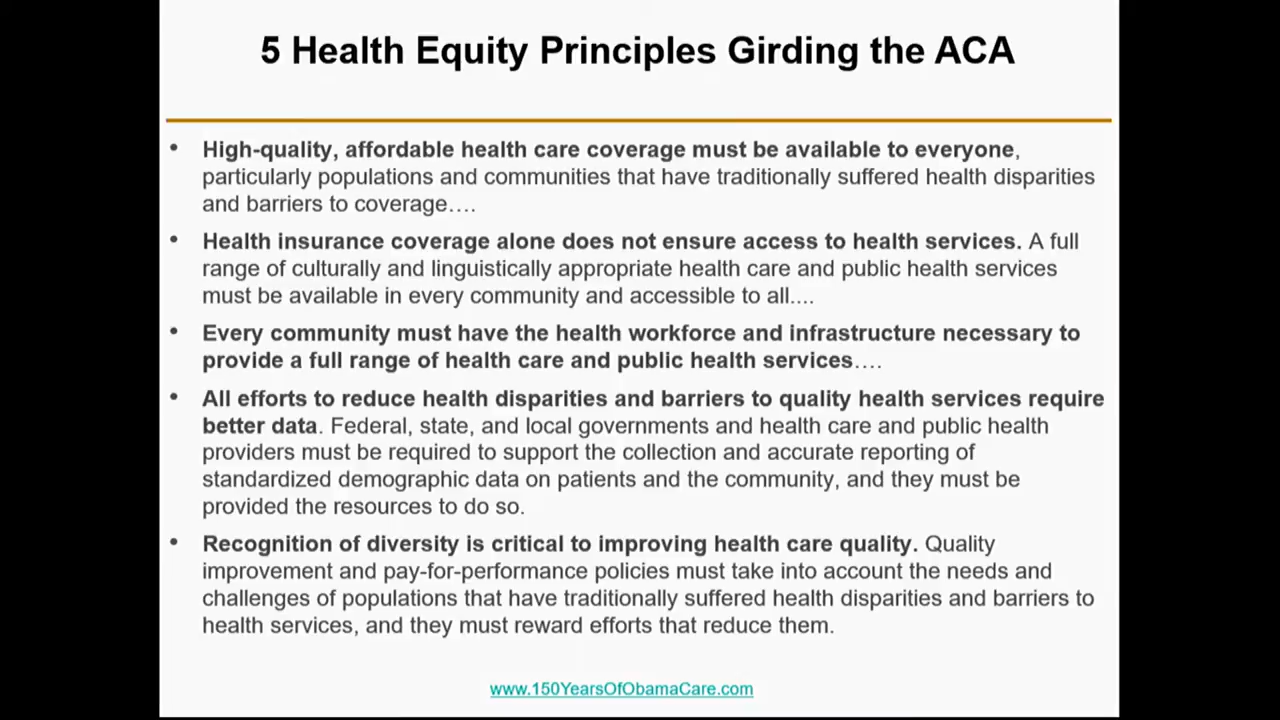 5 Health Equity Principles Girding the ACA
• High-quality, affordable health care coverage must be available to everyone,
particularly populations and communities that have traditionally suffered health disparities
and barriers to coverage….
• Health insurance coverage alone does not ensure access to health services. A full
range of culturally and linguistically appropriate health care and public health services
must be available in every community and accessible to all....
• Every community must have the health workforce and infrastructure necessary to
provide a full range of health care and public health services….
• All efforts to reduce health disparities and barriers to quality health services require
better data. Federal, state, and local governments and health care and public health
providers must be required to support the collection and accurate reporting of
standardized demographic data on patients and the community, and they must be
provided the resources to do so.
• Recognition of diversity is critical to improving health care quality. Quality
improvement and pay-for-performance policies must take into account the needs and
challenges of populations that have traditionally suffered health disparities and barriers to
health services, and they must reward efforts that reduce them.
www.150YearsOfObamaCare.com